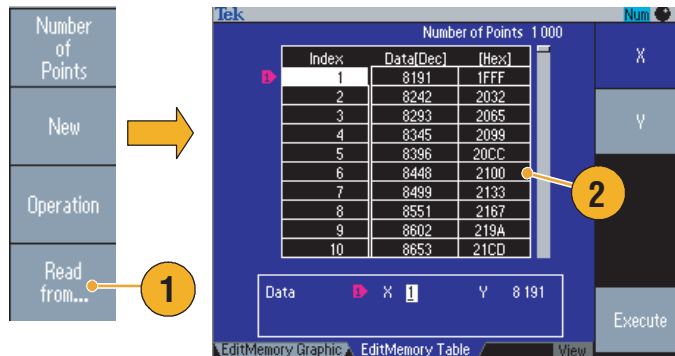 Number
of
Points
New
Operation
Read
from...
1
Tek
Num
Number of Points 1 000
Index Data[Dec] [Hex]
1 1 8191 1FFF
2 8242 2032
3 8293 2065
4 8345 2099
5 8396 20CC
6 8448 2100
7 8499 2133
8 8551 2167
9 8602 219A
10 8653 21CD
2
Data 1 X 1 Y 8 191
X
Y
Execute
EditMemory Graphic EditMemory Table View